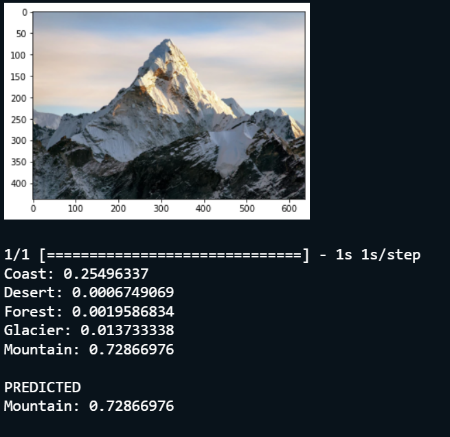 0
50
100
150
200
250
300
350
400
0 100 200 300 400 500 600
1/1 [==============================] - 1s 1s/step
Coast: 0.25496337
Desert: 0.0006749069
Forest: 0.0019586834
Glacier: 0.013733338
Mountain: 0.72866976
PREDICTED
Mountain: 0.72866976